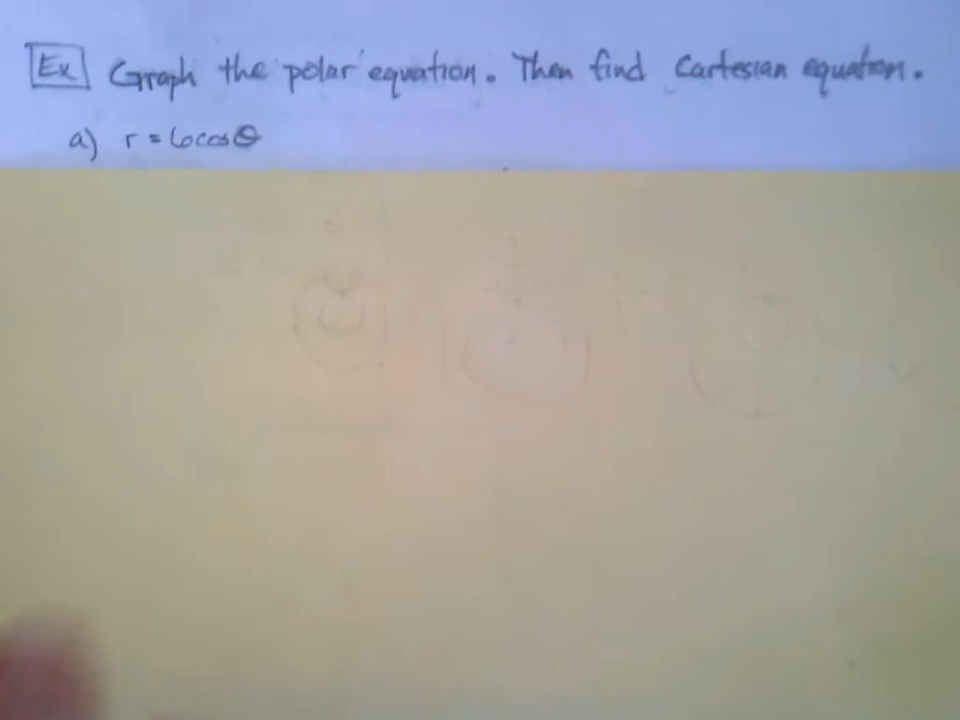 Ex Graph the polar equation. Then find Cartesian equation.
a) r = 6cosθ